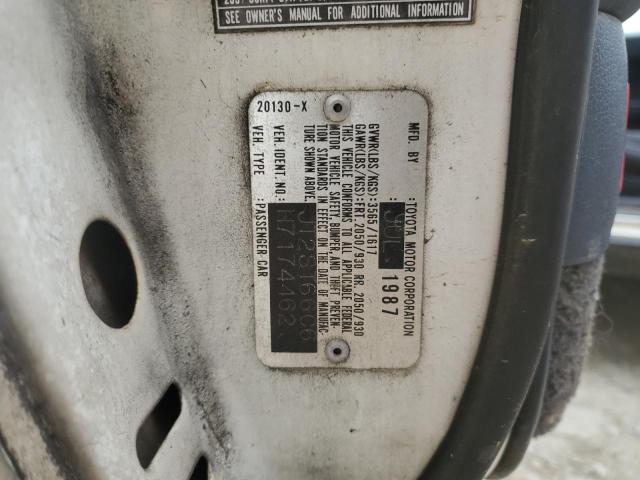 SEE OWNER'S MANUAL FOR ADDITIONAL INFORMATION
MFD. BY : TOYOTA MOTOR CORPORATION
JUL. 1987
GVWR(LBS/KGS):3565/1617
GAWR(LBS/KGS):FRT 2050/930 RR. 2050/930
THIS VEHICLE CONFORMS TO ALL APPLICABLE FEDERAL
MOTOR VEHICLE SAFETY, BUMPER, AND THEFT PREVEN-
TION STANDARDS IN EFFECT ON THE DATE OF MANUFAC-
TURE SHOWN ABOVE.
VEH. IDENT. NO.:
H7174462
VEH. TYPE : PASSENGER CAR
20130-X